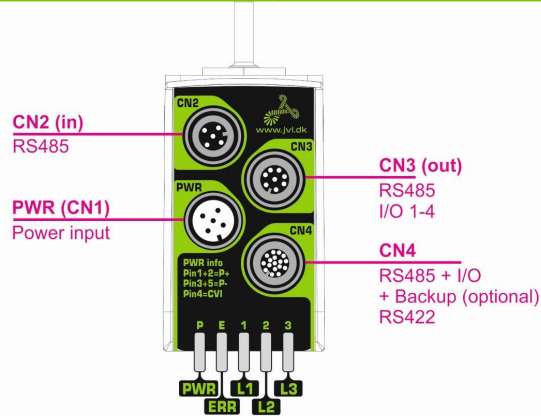 CN2 (in)
RS485
PWR (CN1)
Power input
CN2
www.jvl.dk
CN3
PWR
CN4
PWR info
Pin1+2=P+
Pin3+5=P-
Pin4=CVI
P E 1 2 3
PWR L1 L3
ERR L2
CN3 (out)
RS485
I/O 1-4
CN4
RS485 + I/O
+ Backup (optional)
RS422